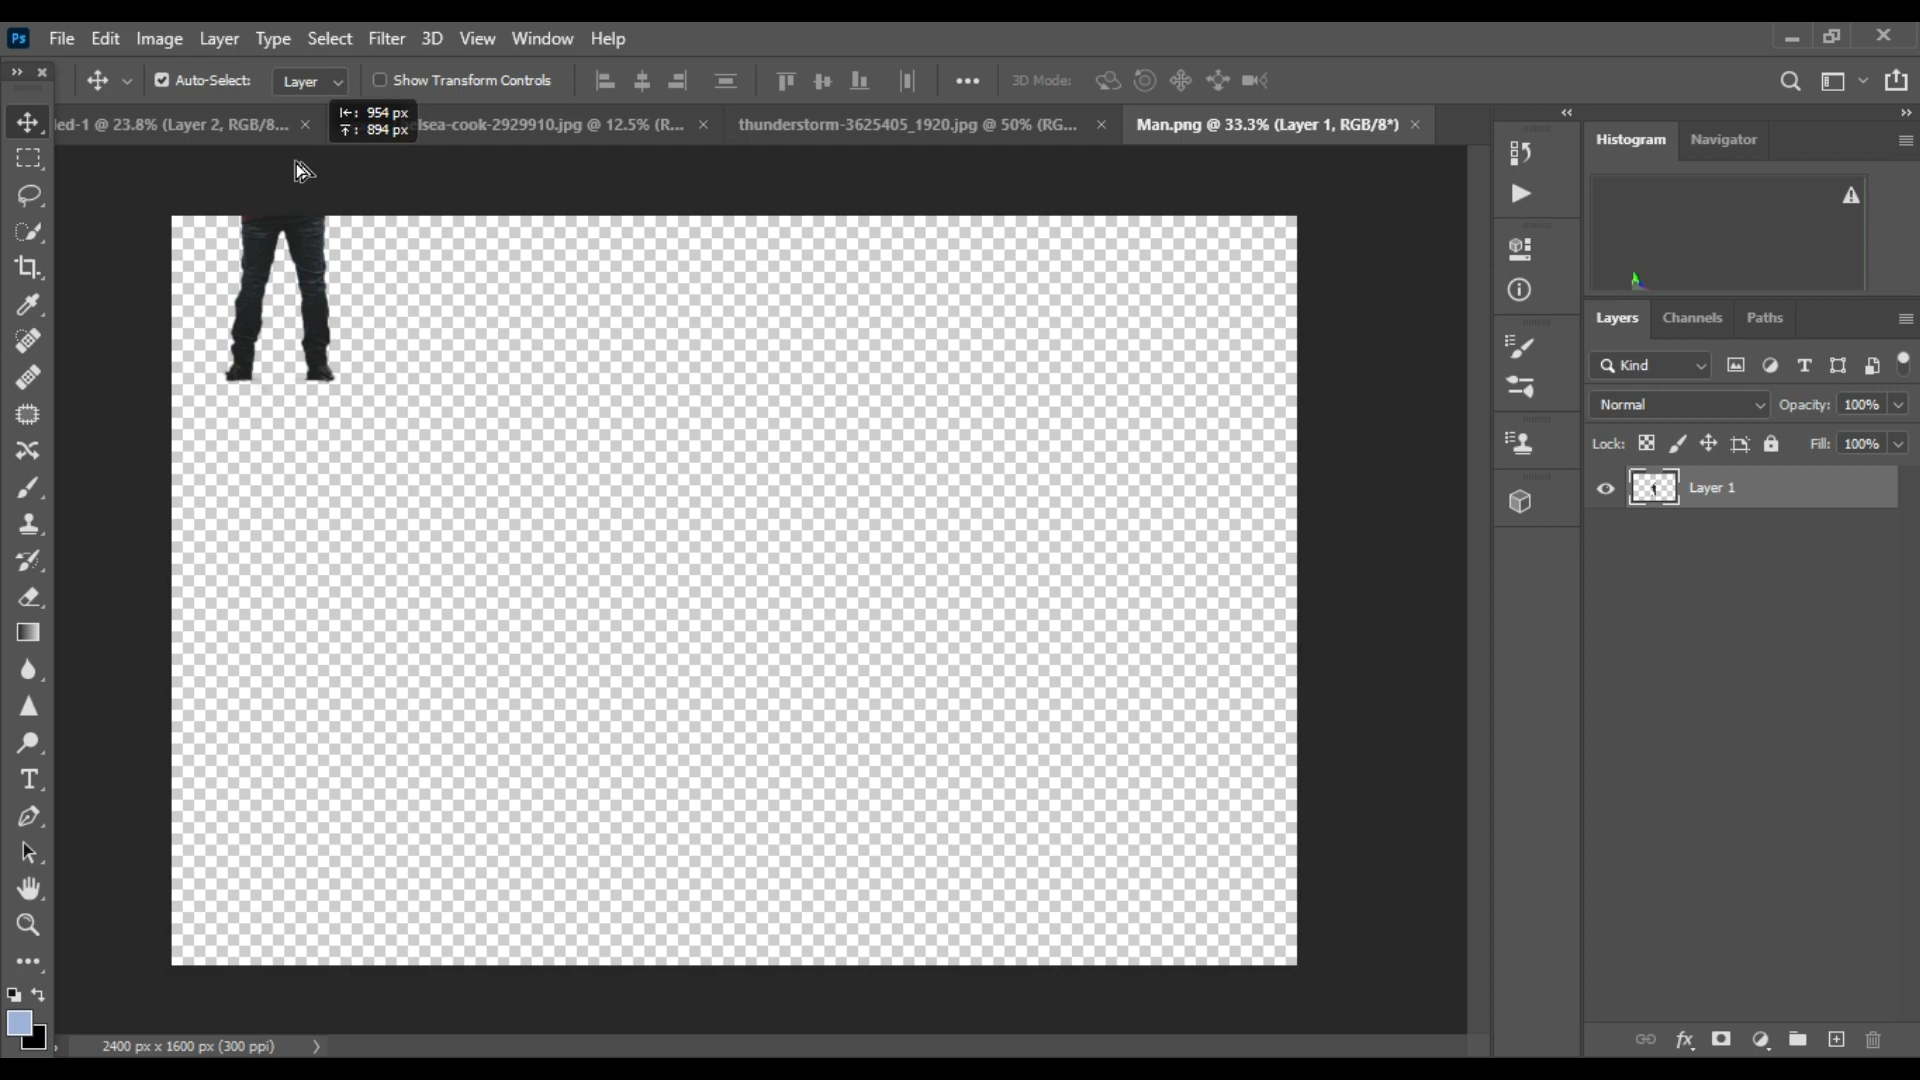 Ps File Edit Image Layer Type Select Filter 3D View Window Help
Auto-Select: Layer Show Transform Controls 3D Mode:
954 px
894 px
led-1 @ 23.8% (Layer 2, RGB/8... × elsea-cook-2929910.jpg @ 12.5% (R... × thunderstorm-3625405_1920.jpg @ 50% (RG... × Man.png @ 33.3% (Layer 1, RGB/8*) ×
Histogram Navigator
Layers Channels Paths
Kind
Normal Opacity: 100%
Lock: Fill: 100%
Layer 1
2400 px x 1600 px (300 ppi)